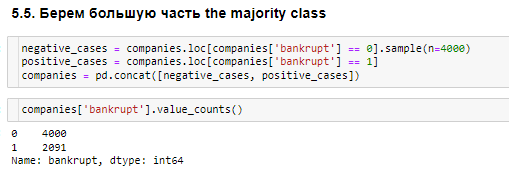 5.5. Берем большую часть the majority class
negative_cases = companies.loc[companies['bankrupt'] == 0].sample(n=4000)
positive_cases = companies.loc[companies['bankrupt'] == 1]
companies = pd.concat([negative_cases, positive_cases])
companies['bankrupt'].value_counts()
0    4000
1    2091
Name: bankrupt, dtype: int64